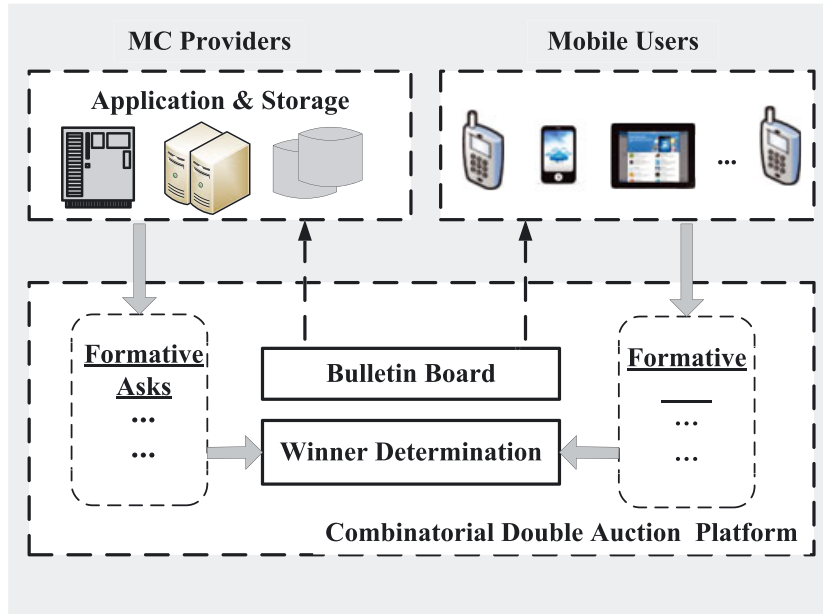 MC Providers
Mobile Users
Application & Storage
...
Formative
Asks
...
...
Bulletin Board
Winner Determination
Formative
...
...
Combinatorial Double Auction Platform